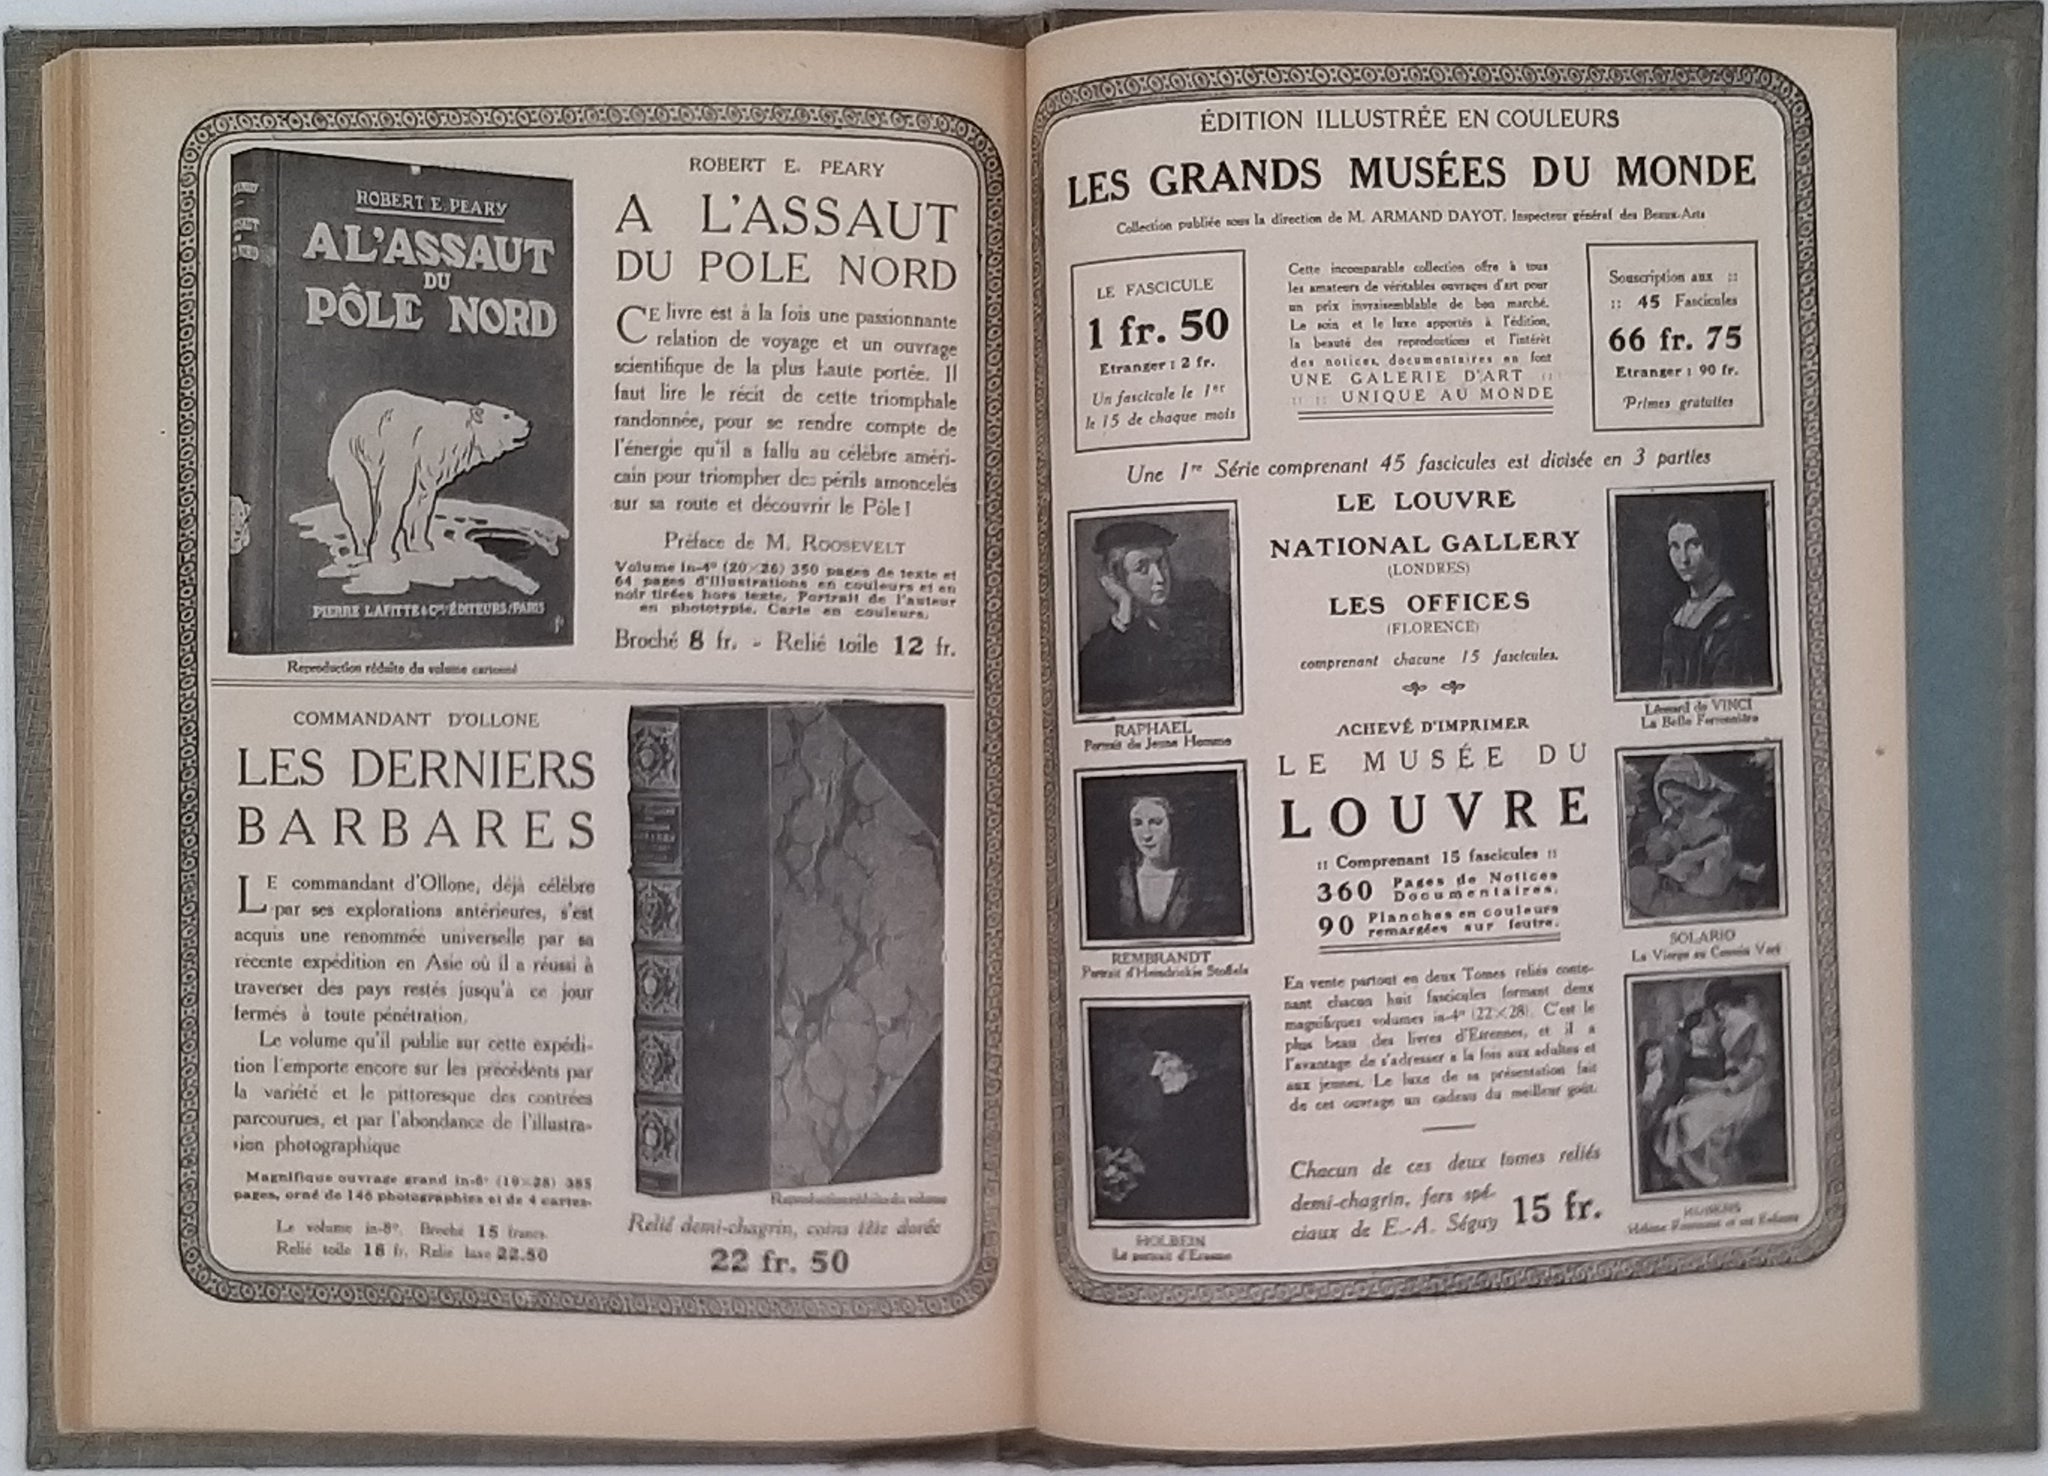 ROBERT E. PEARY
A L'ASSAUT
DU
PÔLE NORD
PIERRE LAFITTE & Cie, ÉDITEURS/PARIS
Reproduction réduite du volume cartonné
ROBERT E. PEARY
A L'ASSAUT
DU POLE NORD
CE livre est à la fois une passionnante
relation de voyage et un ouvrage
scientifique de la plus haute portée. Il
faut lire le récit de cette triomphale
randonnée, pour se rendre compte de
l'énergie qu'il a fallu au célèbre améri-
cain pour triompher des périls amoncelés
sur sa route et découvrir le Pôle !
Préface de M. ROOSEVELT
Volume in-4º (20×26) 350 pages de texte et
64 pages d'illustrations en couleurs et en
noir tirées hors texte. Portrait de l'auteur
en phototypie. Carte en couleurs.
Broché 8 fr. - Relié toile 12 fr.
COMMANDANT D'OLLONE
LES DERNIERS
BARBARES
LE commandant d'Ollone, déjà célèbre
par ses explorations antérieures, s'est
acquis une renommée universelle par sa
récente expédition en Asie où il a réussi à
traverser des pays restés jusqu'à ce jour
fermés à toute pénétration.
Le volume qu'il publie sur cette expédi-
tion l'emporte encore sur les précédents par
la variété et le pittoresque des contrées
parcourues, et par l'abondance de l'illustra-
sion photographique
Magnifique ouvrage grand in-8º (19×28) 385
pages, orné de 146 photographies et de 4 cartes.
Le volume in-8º. Broché 15 francs.
Relié toile 18 fr. Relié luxe 22.50
Reproduction réduite du volume
Relié demi-chagrin, coins tête dorée
22 fr. 50
ÉDITION ILLUSTRÉE EN COULEURS
LES GRANDS MUSÉES DU MONDE
Collection publiée sous la direction de M. ARMAND DAYOT, Inspecteur général des Beaux-Arts
LE FASCICULE
1 fr. 50
Etranger : 2 fr.
Un fascicule le 1er
le 15 de chaque mois
Cette incomparable collection offre à tous
les amateurs de véritables ouvrages d'art pour
un prix invraisemblable de bon marché.
Le soin et le luxe apportés à l'édition,
la beauté des reproductions et l'intérêt
des notices, documentaires en font
UNE GALERIE D'ART ::
:: :: UNIQUE AU MONDE
Souscription aux ::
:: 45 Fascicules
66 fr. 75
Etranger : 90 fr.
Primes gratuites
Une 1re Série comprenant 45 fascicules est divisée en 3 parties
LE LOUVRE
NATIONAL GALLERY
(LONDRES)
LES OFFICES
(FLORENCE)
comprenant chacune 15 fascicules.
RAPHAEL
Portrait de Jeune Homme
REMBRANDT
Portrait d'Hendrickie Stoffels
HOLBEIN
Le portrait d'Erasme
ACHEVÉ D'IMPRIMER
LE MUSÉE DU
LOUVRE
:: Comprenant 15 fascicules ::
360 Pages de Notices
Documentaires.
90 Planches en couleurs
remargées sur feutre.
En vente partout en deux Tomes reliés conte-
nant chacun huit fascicules formant deux
magnifiques volumes in-4º (22×28). C'est le
plus beau des livres d'Etrennes, et il a
l'avantage de s'adresser à la fois aux adultes et
aux jeunes. Le luxe de sa présentation fait
de cet ouvrage un cadeau du meilleur goût.
Chacun de ces deux tomes reliés
demi-chagrin, fers spé-
ciaux de E.-A. Séguy 15 fr.
Léonard de VINCI
La Belle Ferronnière
SOLARIO
La Vierge au Coussin Vert
RUBENS
Hélène Fourment et ses Enfants